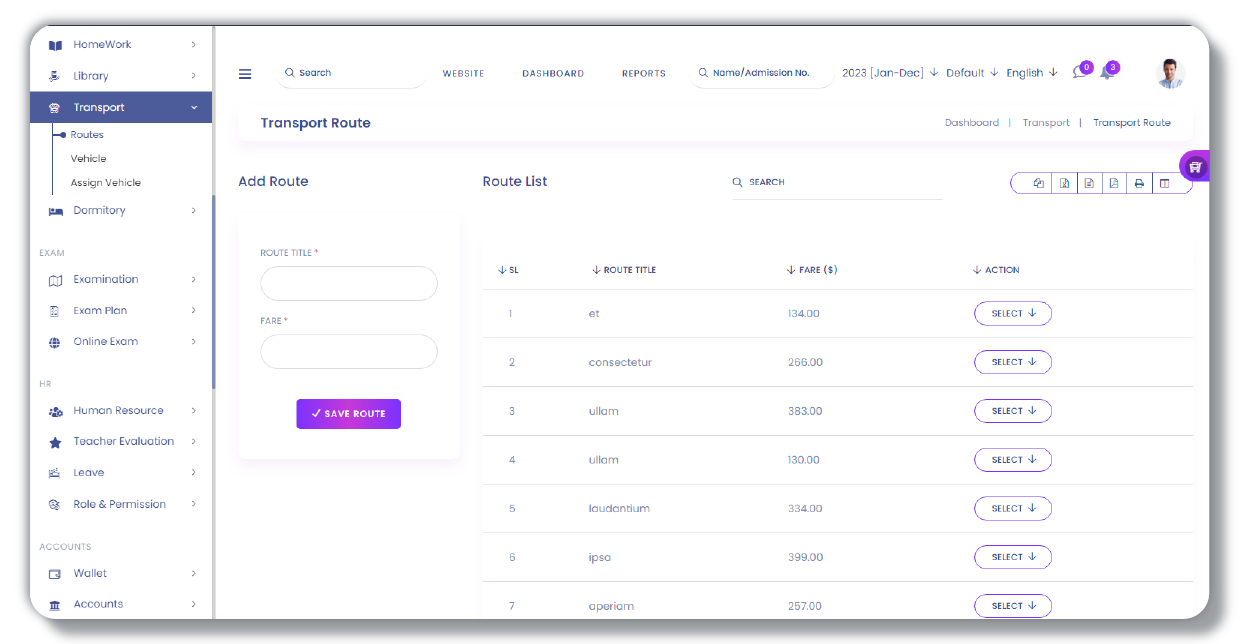 HomeWork
Library
Transport
Routes
Vehicle
Assign Vehicle
Dormitory
EXAM
Examination
Exam Plan
Online Exam
HR
Human Resource
Teacher Evaluation
Leave
Role & Permission
ACCOUNTS
Wallet
Accounts
Search WEBSITE DASHBOARD REPORTS Name/Admission No. 2023 [Jan-Dec] Default English 0 3
Transport Route Dashboard | Transport | Transport Route
Add Route
ROUTE TITLE *
FARE *
SAVE ROUTE
Route List SEARCH
SL ROUTE TITLE FARE ($) ACTION
1 et 134.00 SELECT
2 consectetur 266.00 SELECT
3 ullam 383.00 SELECT
4 ullam 130.00 SELECT
5 laudantium 334.00 SELECT
6 ipsa 399.00 SELECT
7 aperiam 257.00 SELECT